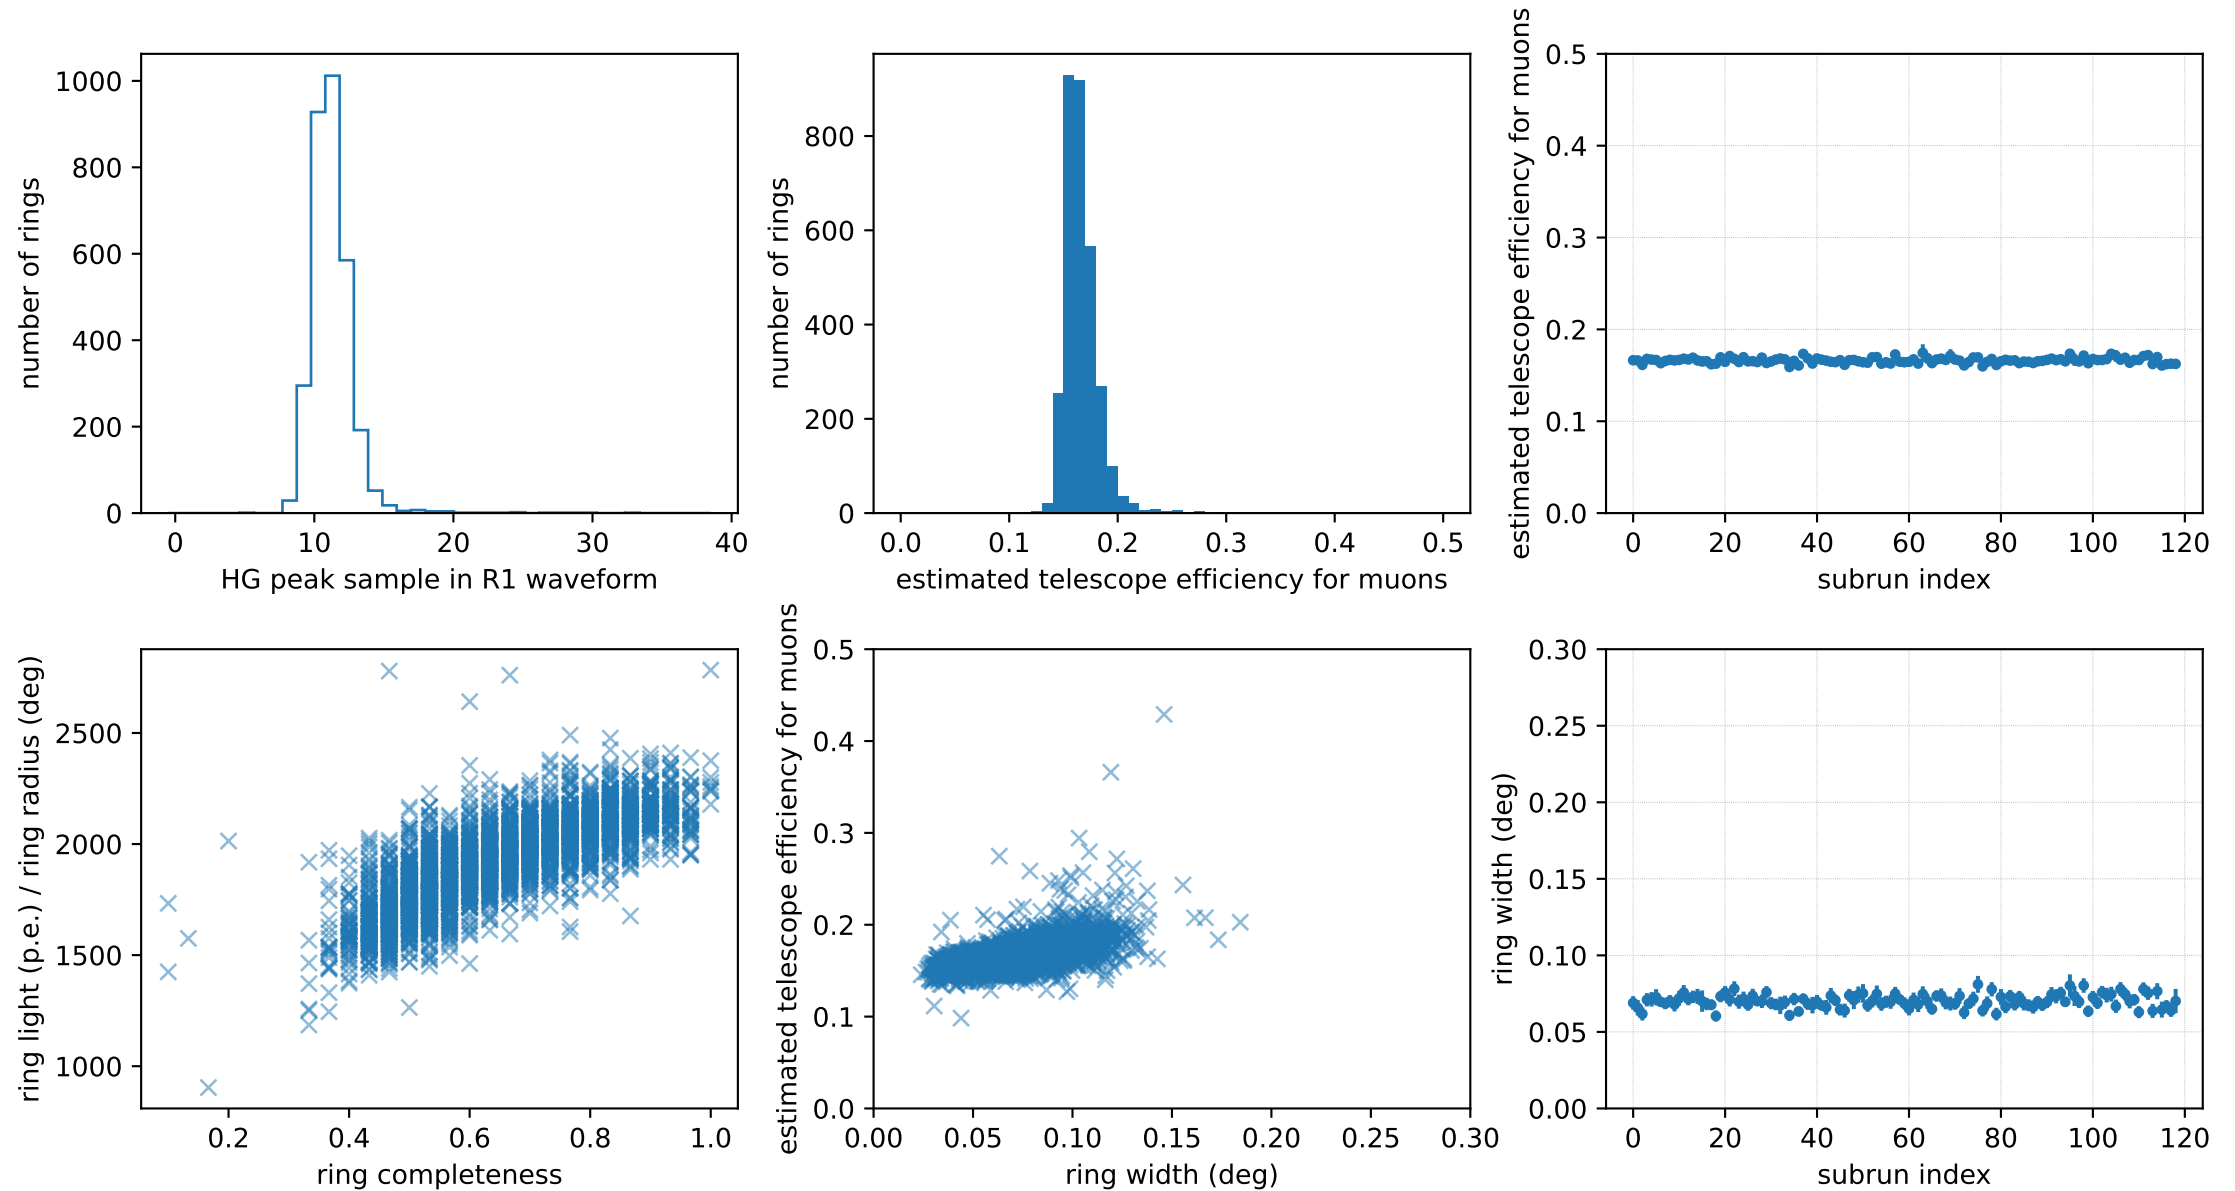 1000
800
600
400
200
0
number of rings
0 10 20 30 40
HG peak sample in R1 waveform
800
600
400
200
0
number of rings
0.0 0.1 0.2 0.3 0.4 0.5
estimated telescope efficiency for muons
0.5
0.4
0.3
0.2
0.1
0.0
estimated telescope efficiency for muons
0 20 40 60 80 100 120
subrun index
2500
2000
1500
1000
ring light (p.e.) / ring radius (deg)
0.2 0.4 0.6 0.8 1.0
ring completeness
0.5
0.4
0.3
0.2
0.1
0.0
estimated telescope efficiency for muons
0.00 0.05 0.10 0.15 0.20 0.25 0.30
ring width (deg)
0.30
0.25
0.20
0.15
0.10
0.05
0.00
ring width (deg)
0 20 40 60 80 100 120
subrun index